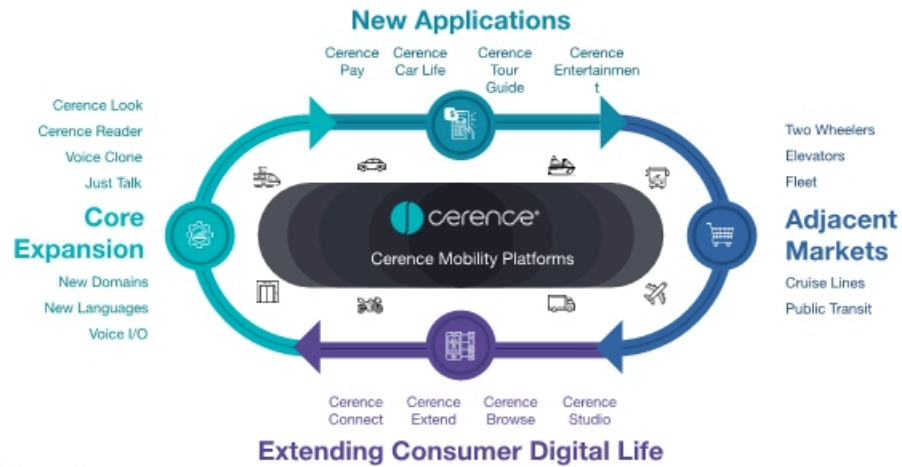 New Applications
Cerence Pay
Cerence Car Life
Cerence Tour Guide
Cerence Entertainmen
t
Cerence Look
Cerence Reader
Voice Clone
Just Talk
Core
Expansion
New Domains
New Languages
Voice I/O
cerence
Cerence Mobility Platforms
Two Wheelers
Elevators
Fleet
Adjacent
Markets
Cruise Lines
Public Transit
Cerence Connect
Cerence Extend
Cerence Browse
Cerence Studio
Extending Consumer Digital Life